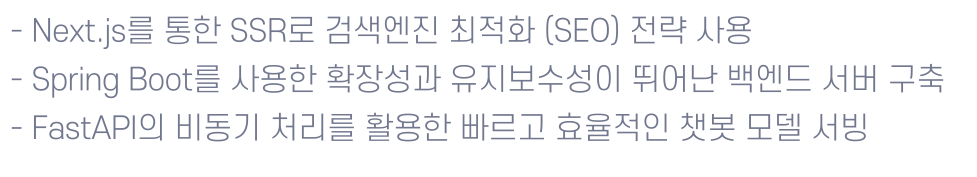 - Next.js를 통한 SSR로 검색엔진 최적화 (SEO) 전략 사용
- Spring Boot를 사용한 확장성과 유지보수성이 뛰어난 백엔드 서버 구축
- FastAPI의 비동기 처리를 활용한 빠르고 효율적인 챗봇 모델 서빙